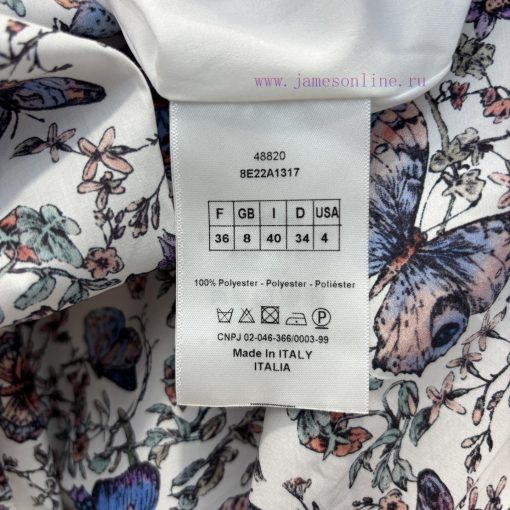 www.jamesonline.ru
48820
8E22A1317
F GB I D USA
36 8 40 34 4
100% Polyester - Polyester - Poliéster
CNPJ 02-046-366/0003-99
Made In ITALY
ITALIA